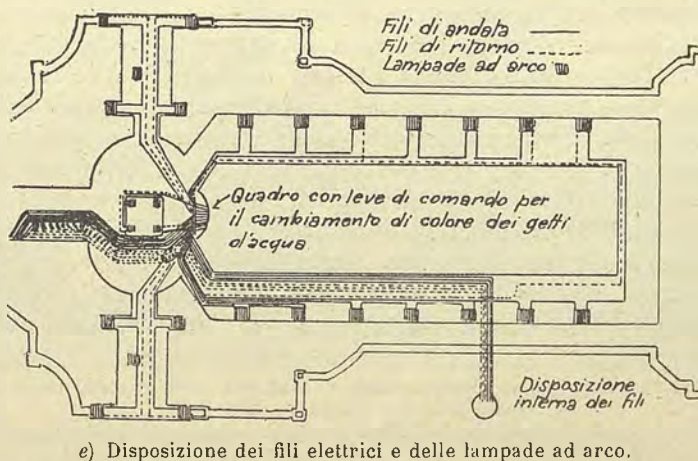 Fili di andata
Fili di ritorno
Lampade ad arco
Quadro con leve di comando per
il cambiamento di colore dei getti
d'acqua
Disposizione
interna dei fili
e) Disposizione dei fili elettrici e delle lampade ad arco.